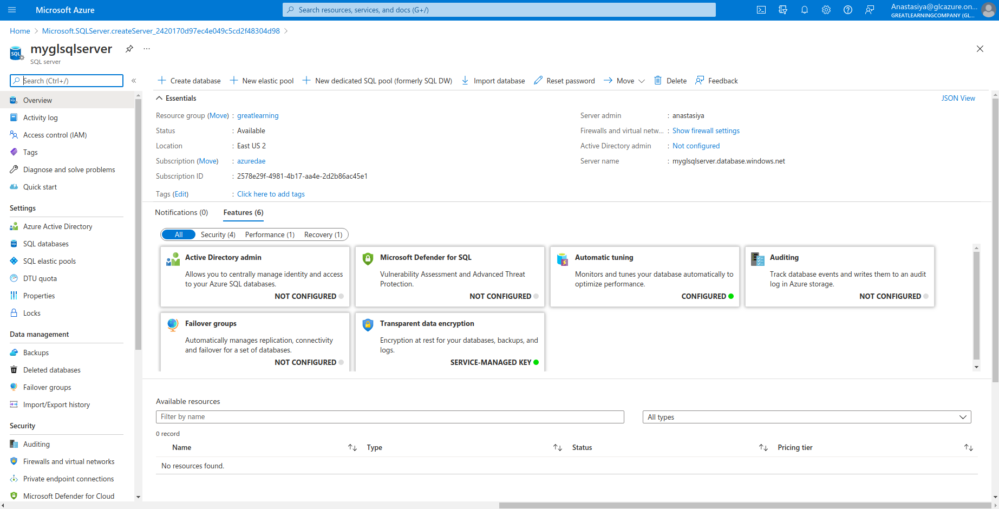 Microsoft Azure
Search resources, services, and docs (G+/)
Anastasiya@glcazure.on...
GREATLEARNINGCOMPANY (GL...
Home > Microsoft.SQLServer.createServer_2420170d97ec4e049c5cd2f48304d98 >
myglsqlserver
SQL server
Search (Ctrl+/)
Overview
Activity log
Access control (IAM)
Tags
Diagnose and solve problems
Quick start
Settings
Azure Active Directory
SQL databases
SQL elastic pools
DTU quota
Properties
Locks
Data management
Backups
Deleted databases
Failover groups
Import/Export history
Security
Auditing
Firewalls and virtual networks
Private endpoint connections
Microsoft Defender for Cloud
Create database New elastic pool New dedicated SQL pool (formerly SQL DW) Import database Reset password Move Delete Feedback
Essentials
JSON View
Resource group (Move) : greatlearning
Status : Available
Location : East US 2
Subscription (Move) : azuredae
Subscription ID : 2578e29f-4981-4b17-aa4e-2d2b86ac45e1
Tags (Edit) : Click here to add tags
Server admin : anastasiya
Firewalls and virtual netw... : Show firewall settings
Active Directory admin : Not configured
Server name : myglsqlserver.database.windows.net
Notifications (0) Features (6)
All Security (4) Performance (1) Recovery (1)
Active Directory admin
Allows you to centrally manage identity and access
to your Azure SQL databases.
NOT CONFIGURED
Microsoft Defender for SQL
Vulnerability Assessment and Advanced Threat
Protection.
NOT CONFIGURED
Automatic tuning
Monitors and tunes your database automatically to
optimize performance.
CONFIGURED
Auditing
Track database events and writes them to an audit
log in Azure storage.
NOT CONFIGURED
Failover groups
Automatically manages replication, connectivity
and failover for a set of databases.
NOT CONFIGURED
Transparent data encryption
Encryption at rest for your databases, backups, and
logs.
SERVICE-MANAGED KEY
Available resources
Filter by name
All types
0 record
Name Type Status Pricing tier
No resources found.